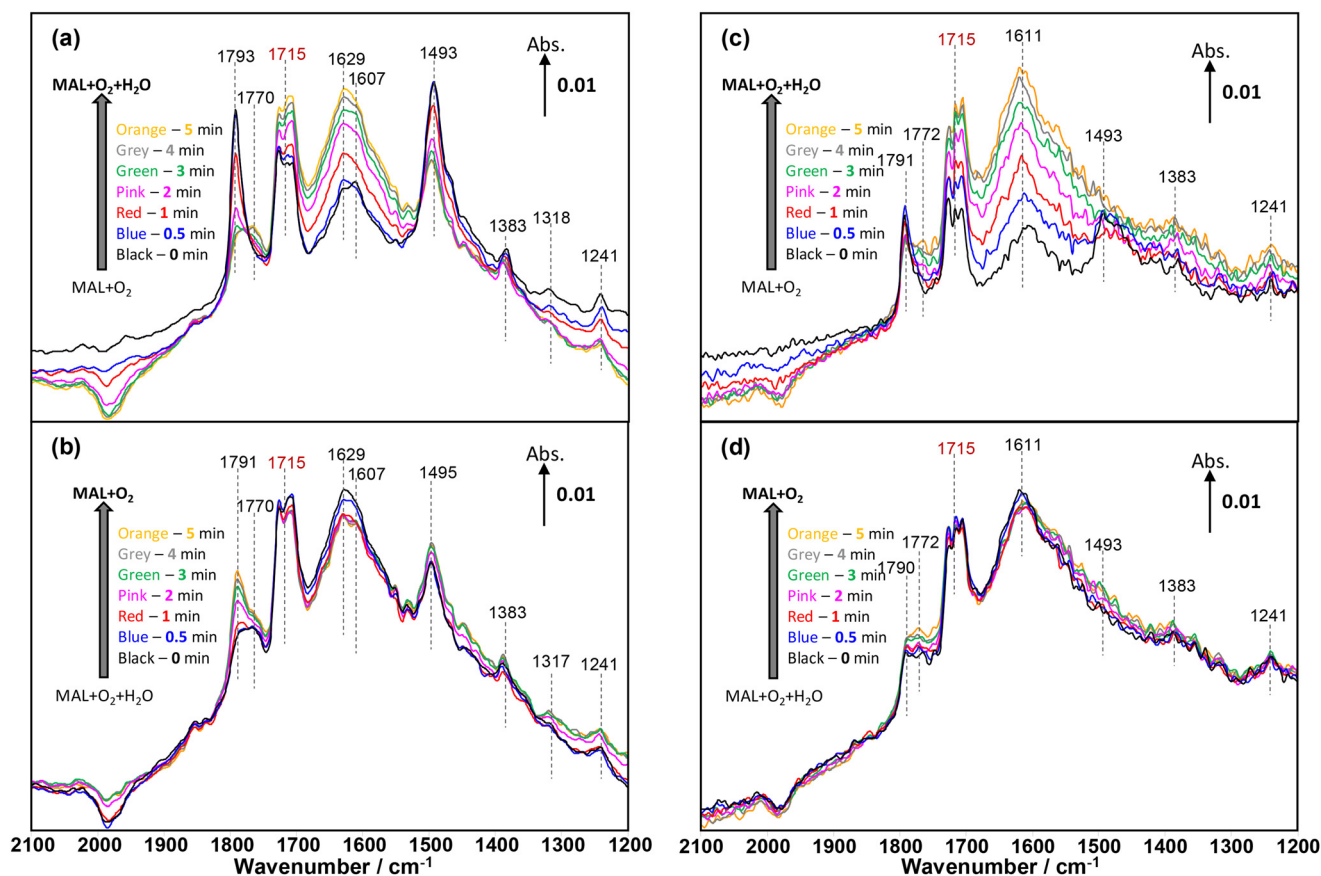 (a)
1793
1715
1629
1607
1493
Abs.
0.01
MAL+O2+H2O
1770
Orange – 5 min
Grey – 4 min
Green – 3 min
Pink – 2 min
Red – 1 min
Blue – 0.5 min
Black – 0 min
MAL+O2
1383
1318
1241
(c)
1715
1611
Abs.
0.01
MAL+O2+H2O
Orange – 5 min
Grey – 4 min
Green – 3 min
Pink – 2 min
Red – 1 min
Blue – 0.5 min
Black – 0 min
MAL+O2
1772
1791
1493
1383
1241
(b)
1791
1715
1629
1607
1495
Abs.
0.01
MAL+O2
1770
Orange – 5 min
Grey – 4 min
Green – 3 min
Pink – 2 min
Red – 1 min
Blue – 0.5 min
Black – 0 min
MAL+O2+H2O
1383
1317
1241
(d)
1715
1611
Abs.
0.01
MAL+O2
Orange – 5 min
Grey – 4 min
Green – 3 min
Pink – 2 min
Red – 1 min
Blue – 0.5 min
Black – 0 min
MAL+O2+H2O
1772
1790
1493
1383
1241
2100 2000 1900 1800 1700 1600 1500 1400 1300 1200
Wavenumber / cm-1
2100 2000 1900 1800 1700 1600 1500 1400 1300 1200
Wavenumber / cm-1